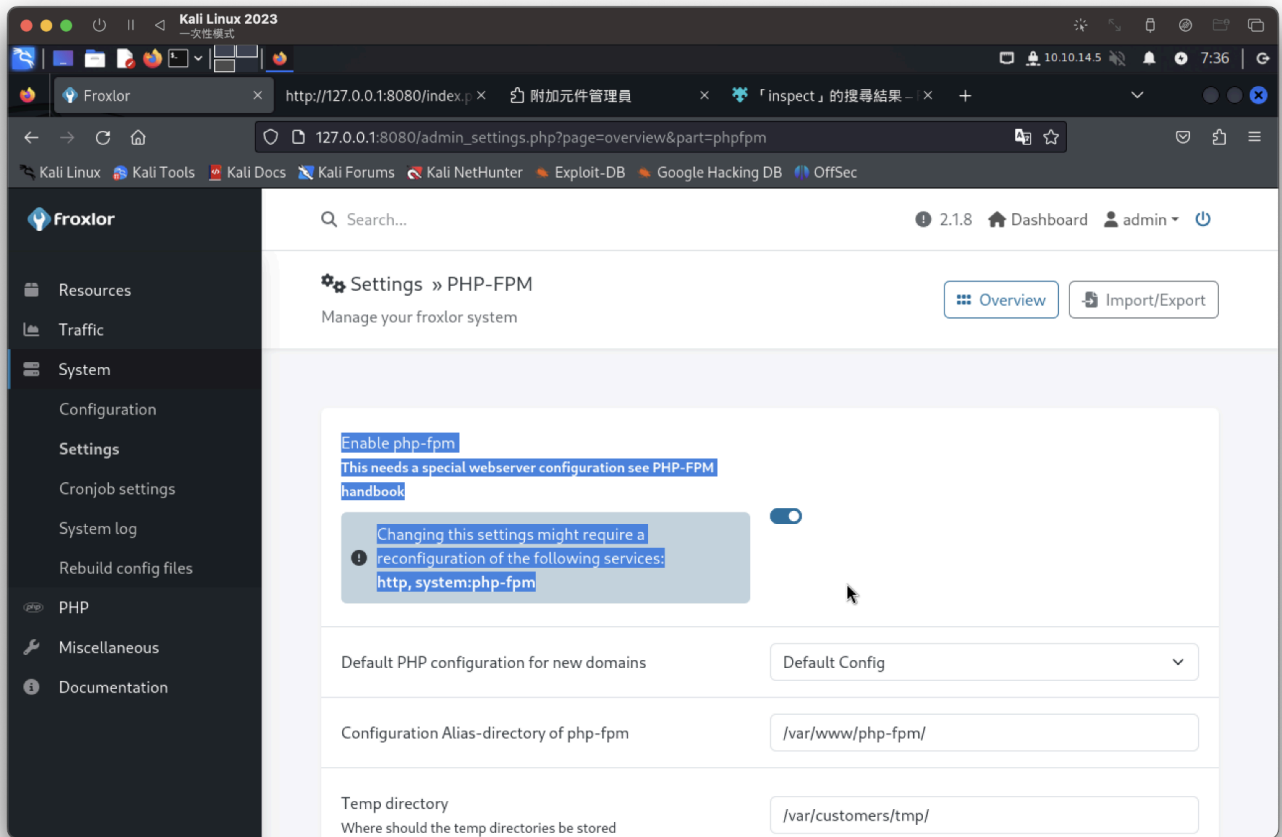 Kali Linux 2023
一次性模式
10.10.14.5
7:36
Froxlor
http://127.0.0.1:8080/index.p
附加元件管理員
「inspect」的搜尋結果 –
127.0.0.1:8080/admin_settings.php?page=overview&part=phpfpm
Kali Linux
Kali Tools
Kali Docs
Kali Forums
Kali NetHunter
Exploit-DB
Google Hacking DB
OffSec
froxlor
Search...
2.1.8
Dashboard
admin
Resources
Traffic
System
Configuration
Settings
Cronjob settings
System log
Rebuild config files
php
PHP
Miscellaneous
Documentation
Settings » PHP-FPM
Manage your froxlor system
Overview
Import/Export
Enable php-fpm
This needs a special webserver configuration see PHP-FPM
handbook
Changing this settings might require a
reconfiguration of the following services:
http, system:php-fpm
Default PHP configuration for new domains
Default Config
Configuration Alias-directory of php-fpm
/var/www/php-fpm/
Temp directory
Where should the temp directories be stored
/var/customers/tmp/